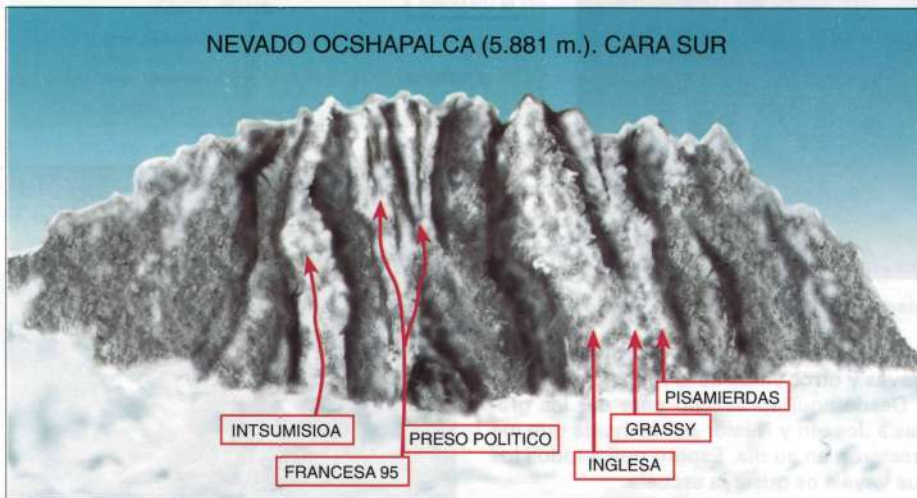 NEVADO OCSHAPALCA (5.881 m.). CARA SUR
INTSUMISIOA
FRANCESA 95
PRESO POLITICO
INGLESA
GRASSY
PISAMIERDAS